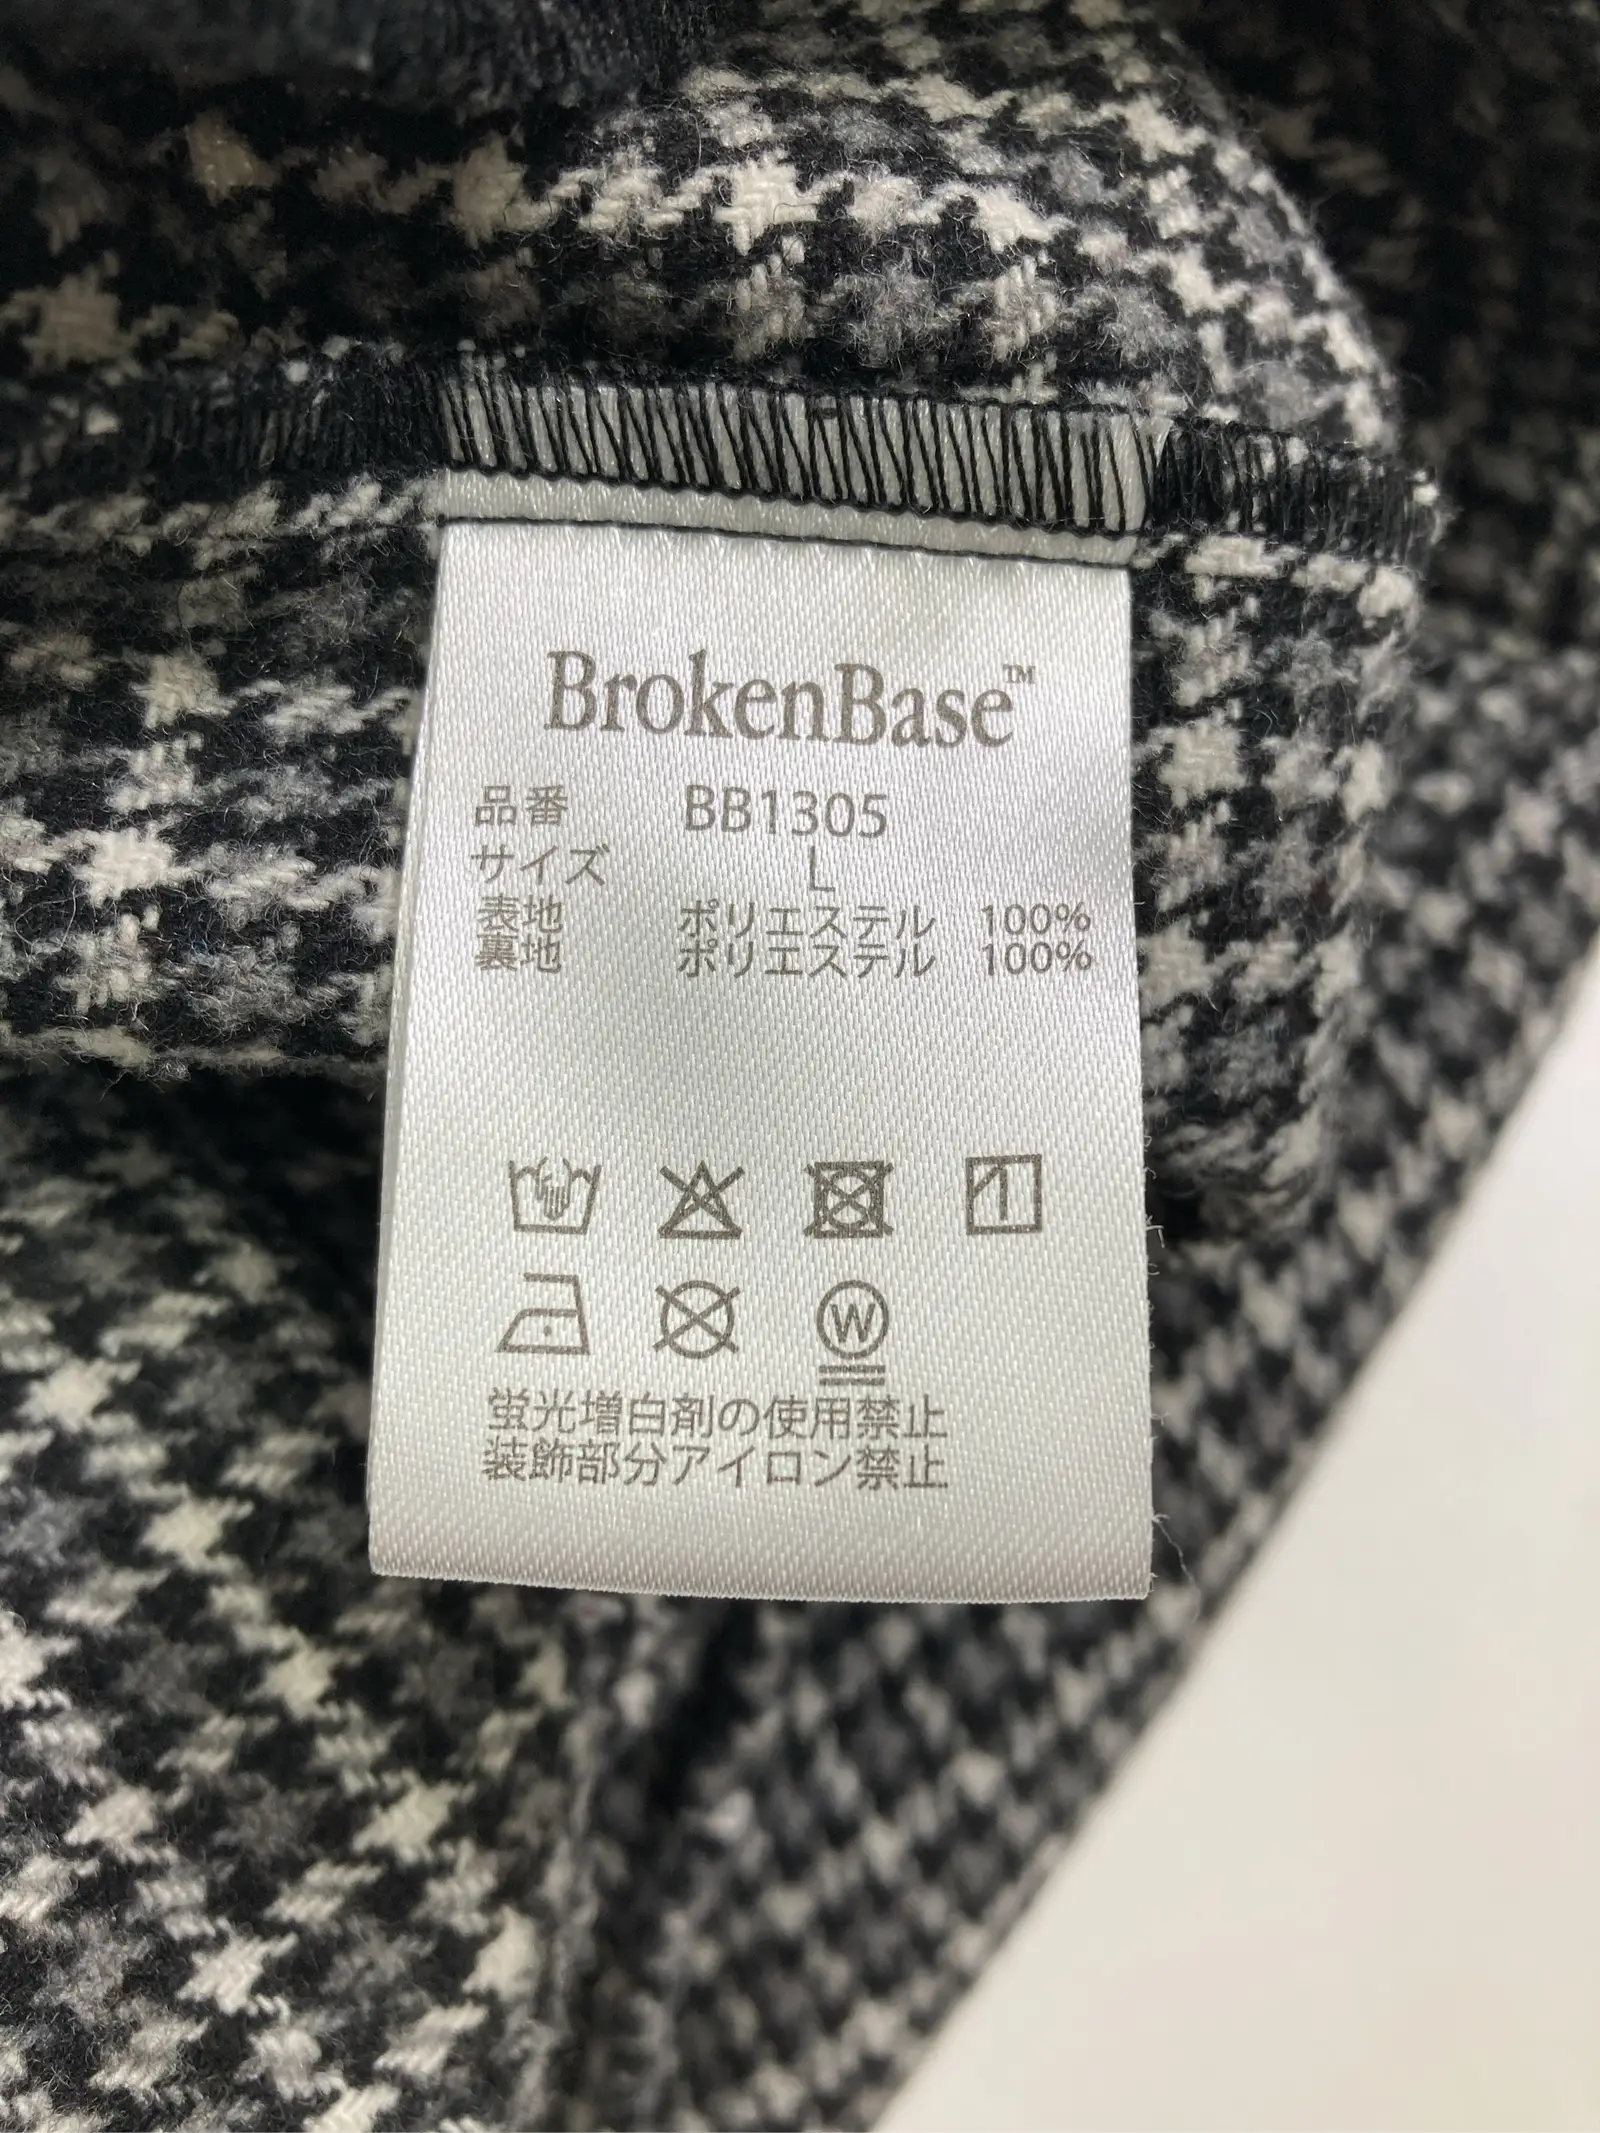 BrokenBase™
品番 BB1305
サイズ L
表地 ポリエステル 100%
裏地 ポリエステル 100%
W
蛍光増白剤の使用禁止
装飾部分アイロン禁止